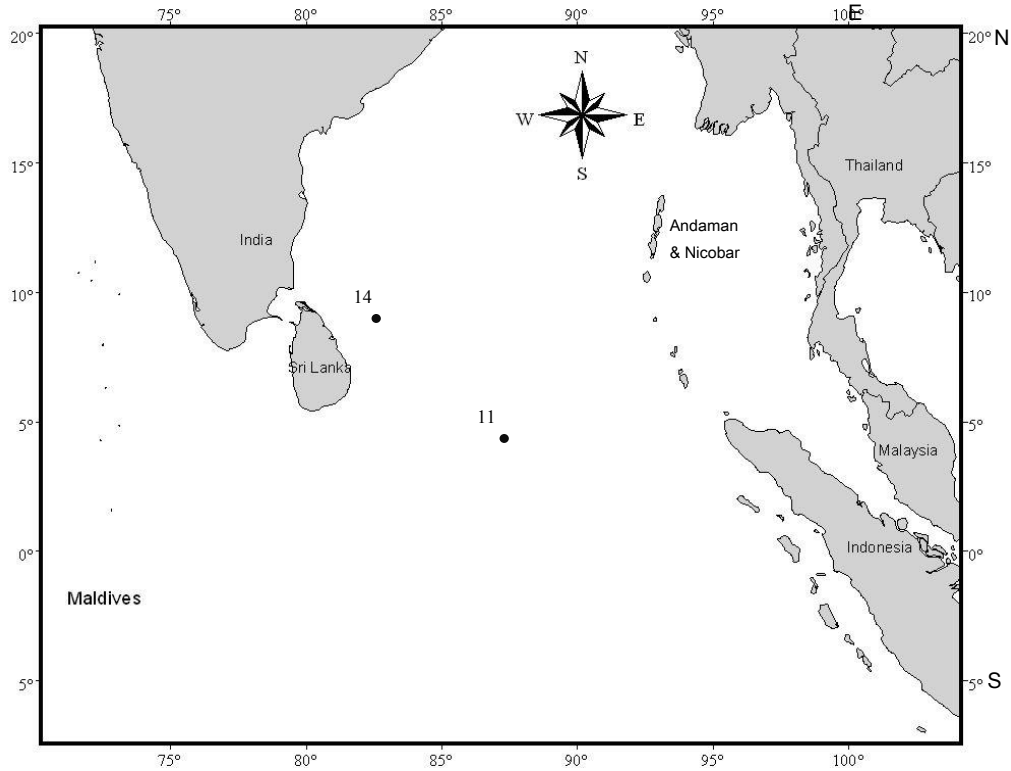 E
75° 80° 85° 90° 95° 100°
20° 20° N
N
W E
S
15° 15°
Thailand
Andaman
& Nicobar
India
10° 10°
14
Sri Lanka
5° 5°
11
Malaysia
0° 0°
Indonesia
Maldives
5° 5° S
75° 80° 85° 90° 95° 100°